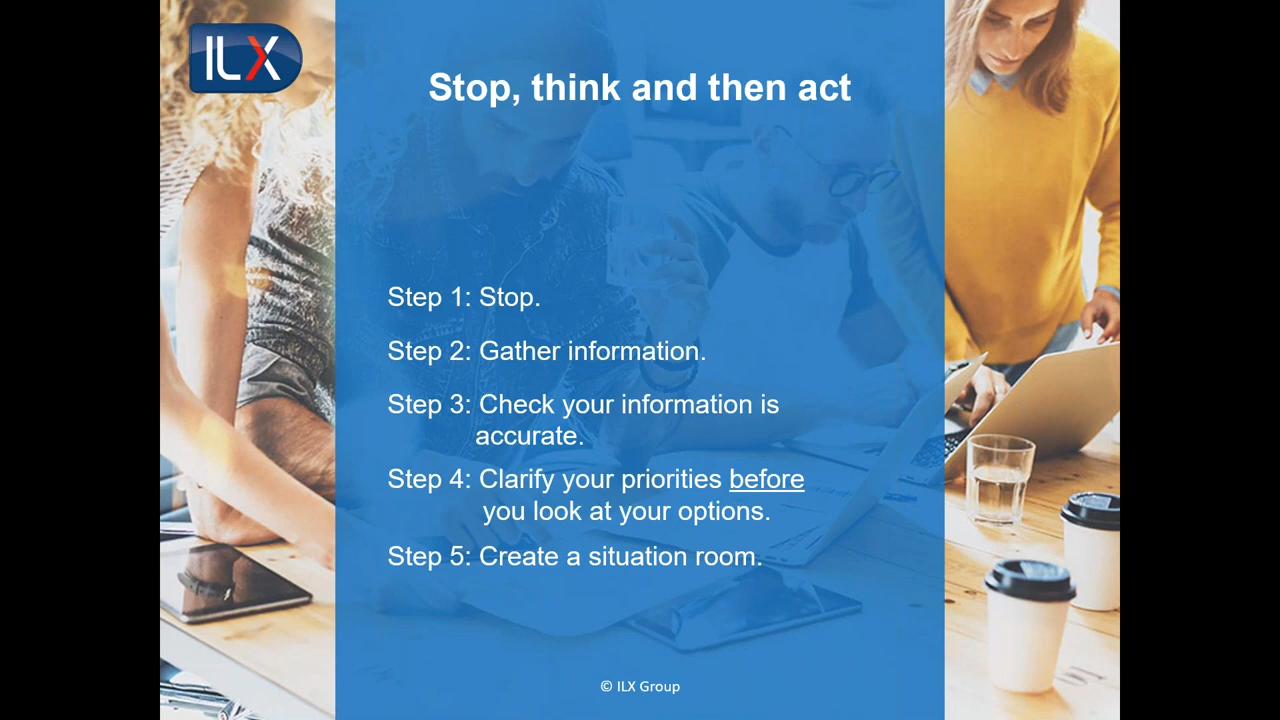 ILX
Stop, think and then act
Step 1: Stop.
Step 2: Gather information.
Step 3: Check your information is
accurate.
Step 4: Clarify your priorities before
you look at your options.
Step 5: Create a situation room.
© ILX Group